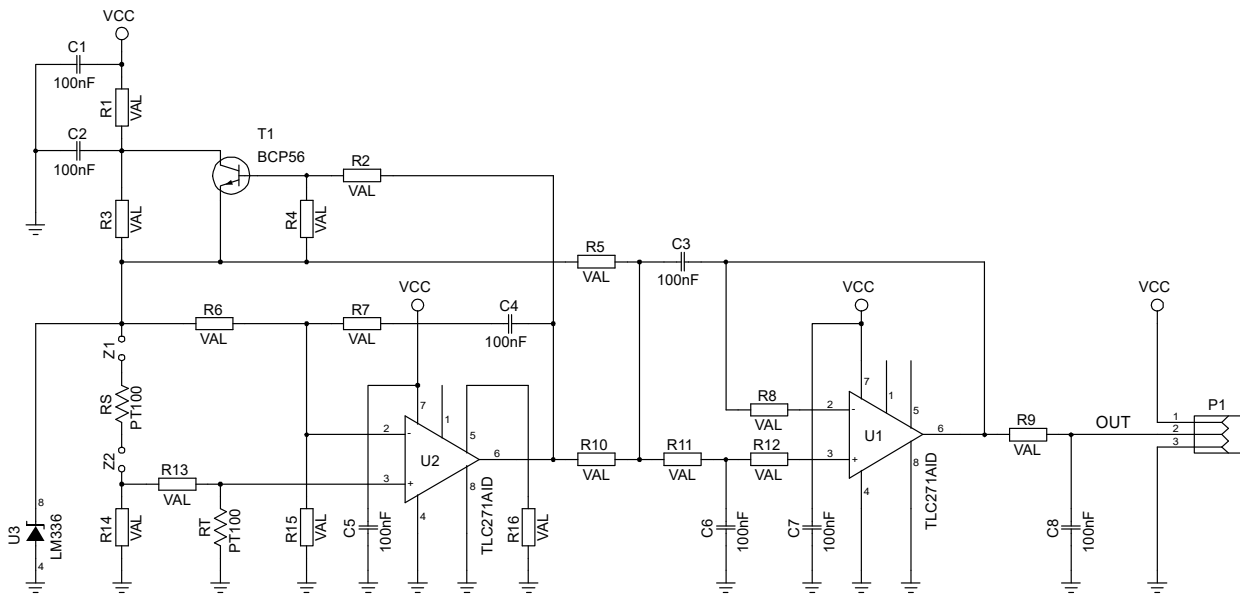 VCC
C1
100nF
R1
VAL
C2
100nF
T1
BCP56
R2
VAL
R3
VAL
R4
VAL
R5
VAL
C3
100nF
VCC
VCC
VCC
R6
VAL
R7
VAL
C4
100nF
Z1
RS
PT100
Z2
R13
VAL
R14
VAL
RT
PT100
R15
VAL
C5
100nF
U3
LM336
8
4
2
-
3
+
7
1
5
6
8
4
U2
TLC271AID
R16
VAL
R10
VAL
R11
VAL
R8
VAL
R12
VAL
C6
100nF
C7
100nF
2
-
3
+
7
1
5
6
8
4
U1
TLC271AID
R9
VAL
OUT
C8
100nF
P1
1
2
3